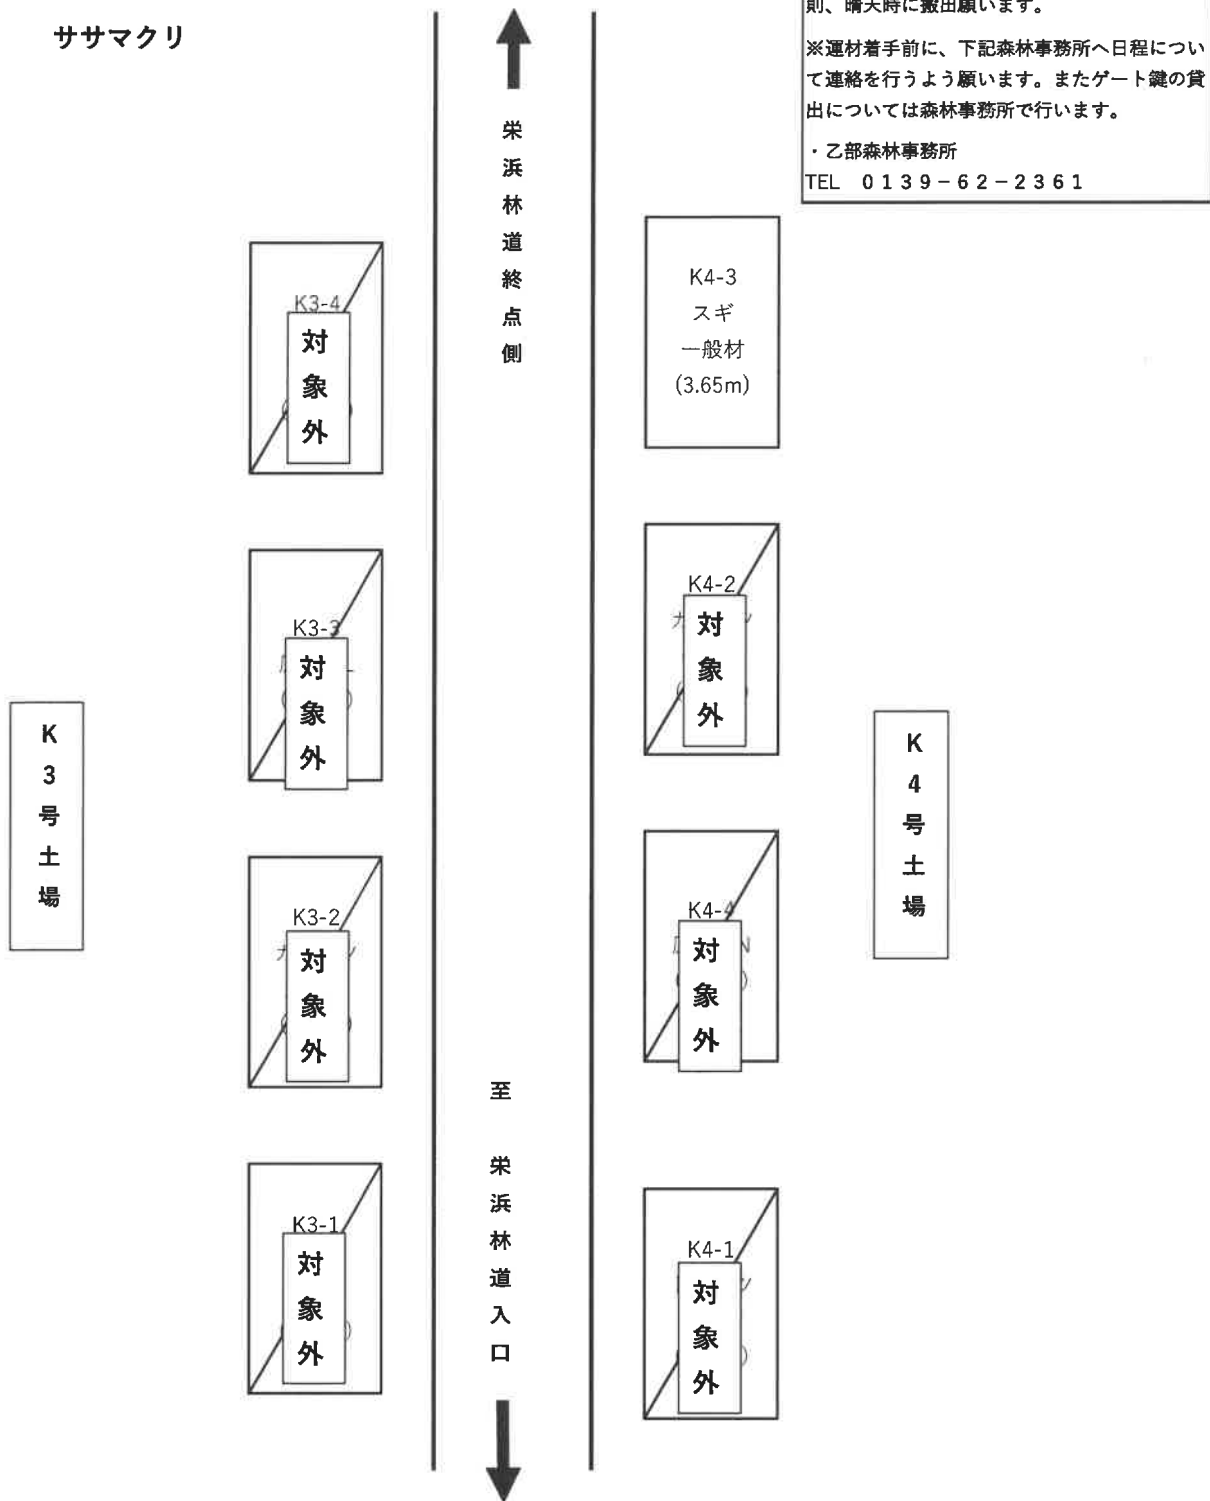 ササマクリ
則、晴天時に搬出願います。
※運材着手前に、下記森林事務所へ日程につい
て連絡を行うよう願います。またゲート鍵の貸
出については森林事務所で行います。
・乙部森林事務所
TEL　０１３９－６２－２３６１
栄浜林道終点側
K3-4
対象外
K4-3
スギ
一般材
(3.65m)
K3-3
対象外
K4-2
対象外
K3号土場
K4号土場
K3-2
対象外
K4-4
対象外
至　栄浜林道入口
K3-1
対象外
K4-1
対象外